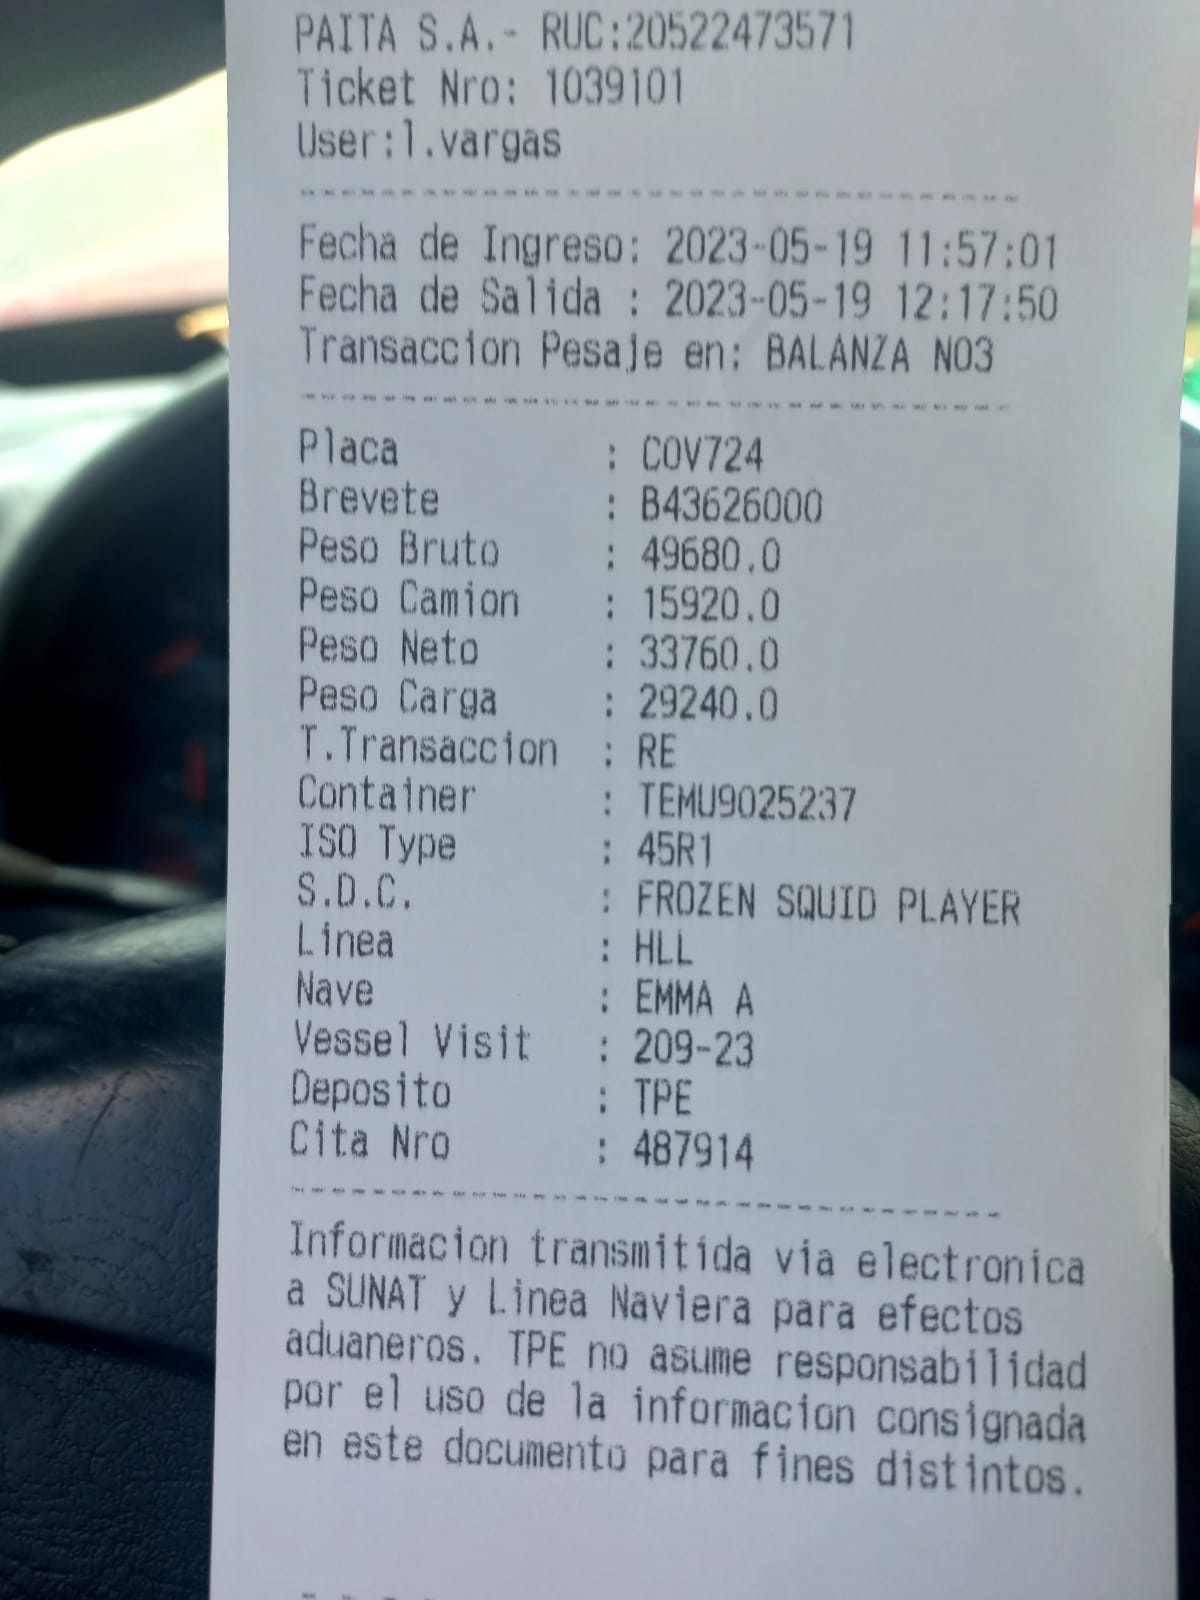 PAITA S.A.- RUC:20522473571
Ticket Nro: 1039101
User:l.vargas
Fecha de Ingreso: 2023-05-19 11:57:01
Fecha de Salida : 2023-05-19 12:17:50
Transaccion Pesaje en: BALANZA NO3
Placa : COV724
Brevete : B43626000
Peso Bruto : 49680.0
Peso Camion : 15920.0
Peso Neto : 33760.0
Peso Carga : 29240.0
T.Transaccion : RE
Container : TEMU9025237
ISO Type : 45R1
S.D.C. : FROZEN SQUID PLAYER
Linea : HLL
Nave : EMMA A
Vessel Visit : 209-23
Deposito : TPE
Cita Nro : 487914
Informacion transmitida via electronica
a SUNAT y Linea Naviera para efectos
aduaneros. TPE no asume responsabilidad
por el uso de la informacion consignada
en este documento para fines distintos.